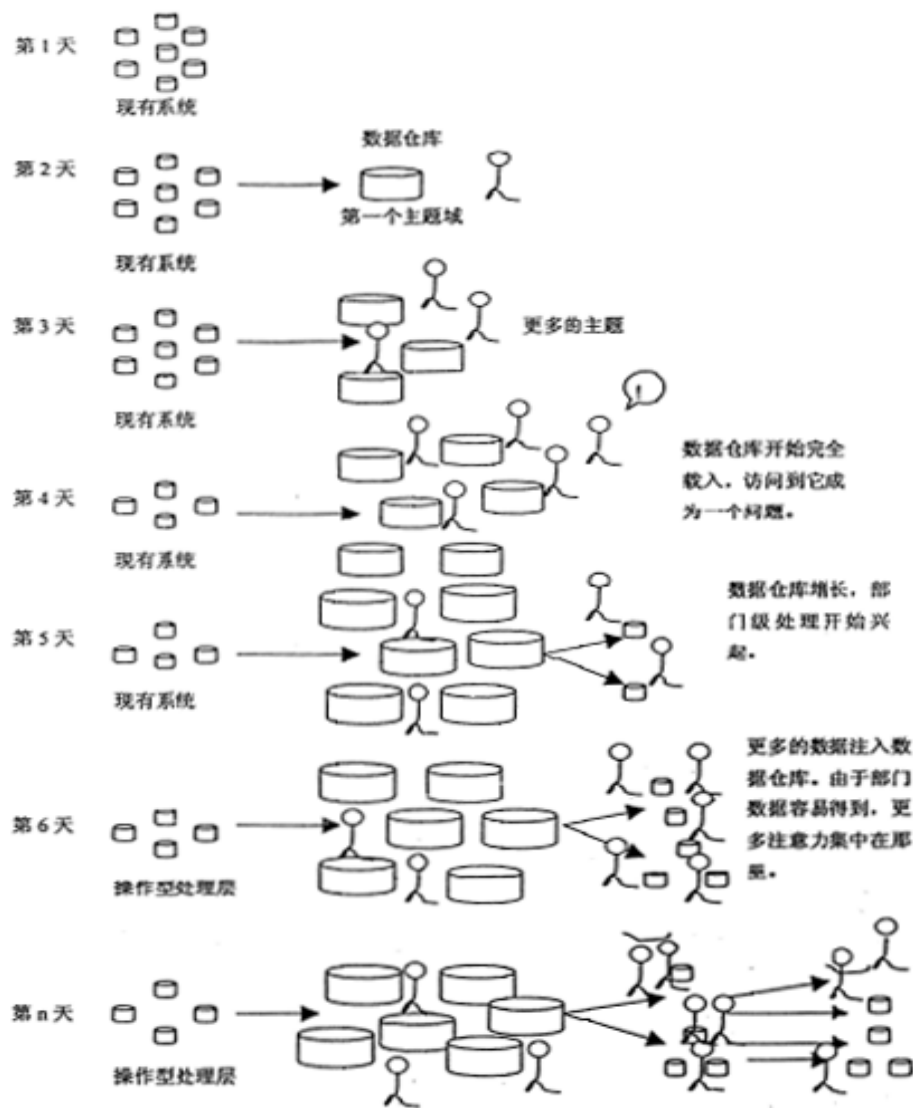 第1天
现有系统
数据仓库
第2天
第一个主题域
现有系统
第3天
更多的主题
现有系统
数据仓库开始完全
载入，访问到它成
为一个问题。
第4天
现有系统
数据仓库增长，部
门级处理开始兴
起。
第5天
现有系统
更多的数据注入数
据仓库。由于部门
数据容易得到，更
多注意力集中在那
里。
第6天
操作型处理层
第n天
操作型处理层